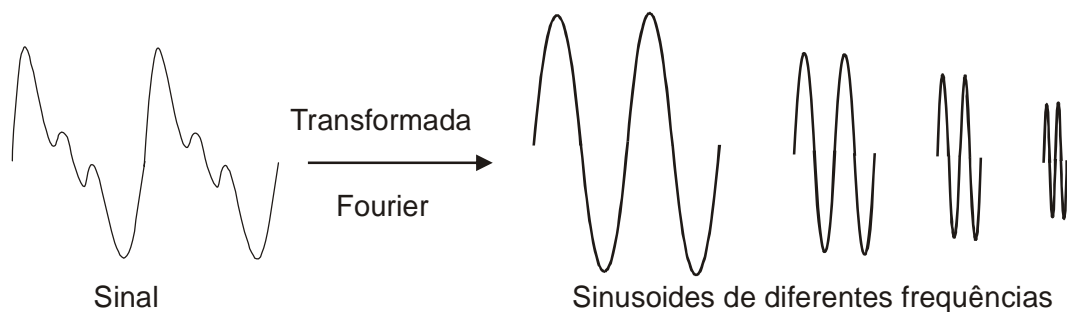 Transformada
Fourier
Sinal
Sinusoides de diferentes frequências